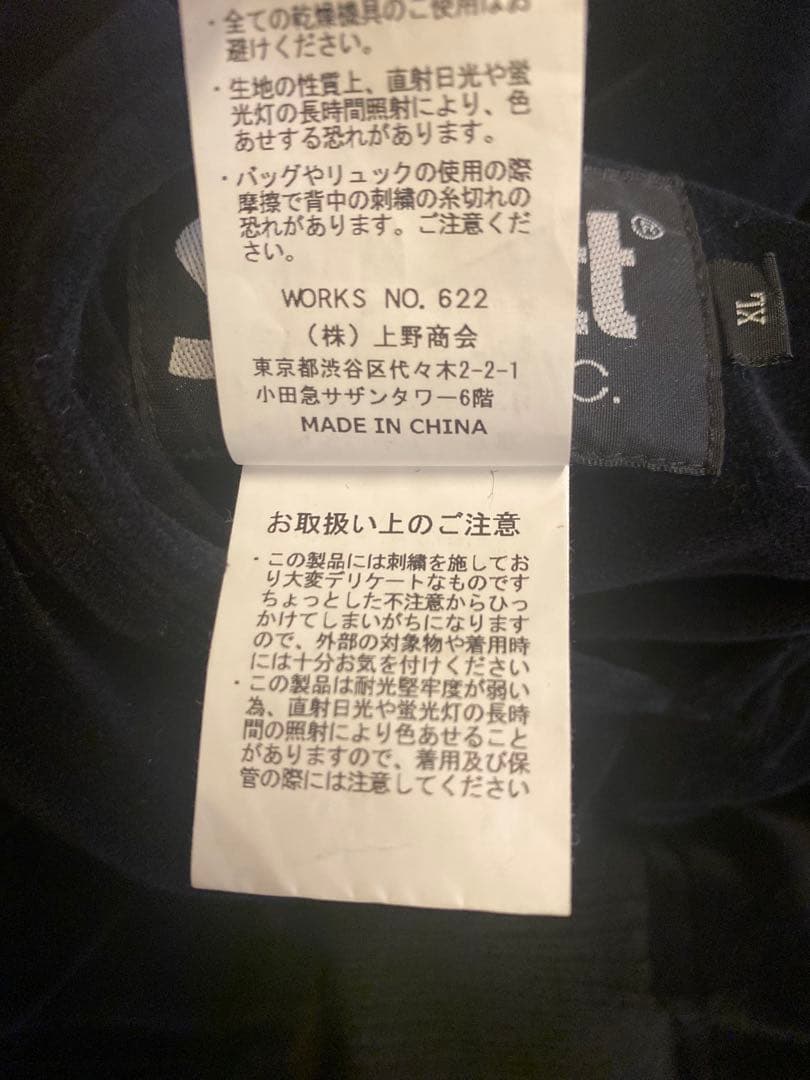 ・全ての乾燥機具のご使用はお
避けください。
・生地の性質上、直射日光や蛍
光灯の長時間照射により、色
あせする恐れがあります。
・バッグやリュックの使用の際
摩擦で背中の刺繍の糸切れの
恐れがあります。ご注意くだ
さい。
WORKS NO. 622
(株) 上野商会
東京都渋谷区代々木2-2-1
小田急サザンタワー6階
MADE IN CHINA
XL
お取扱い上のご注意
・この製品には刺繍を施してお
り大変デリケートなものです
ちょっとした不注意からひっ
かけてしまいがちになります
ので、外部の対象物や着用時
には十分お気を付けください
・この製品は耐光堅牢度が弱い
為、直射日光や蛍光灯の長時
間の照射により色あせること
がありますので、着用及び保
管の際には注意してください